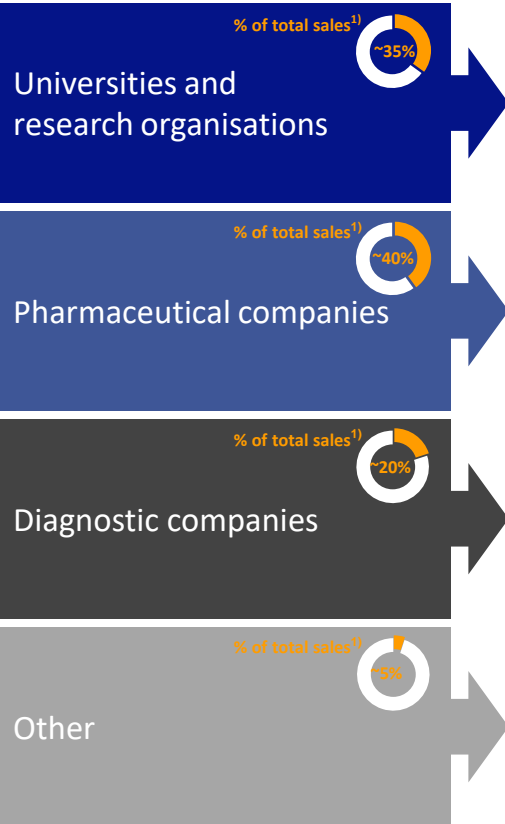 % of total sales1)
~35%
Universities and
research organisations
% of total sales1)
~40%
Pharmaceutical companies
% of total sales1)
~20%
Diagnostic companies
% of total sales1)
~5%
Other